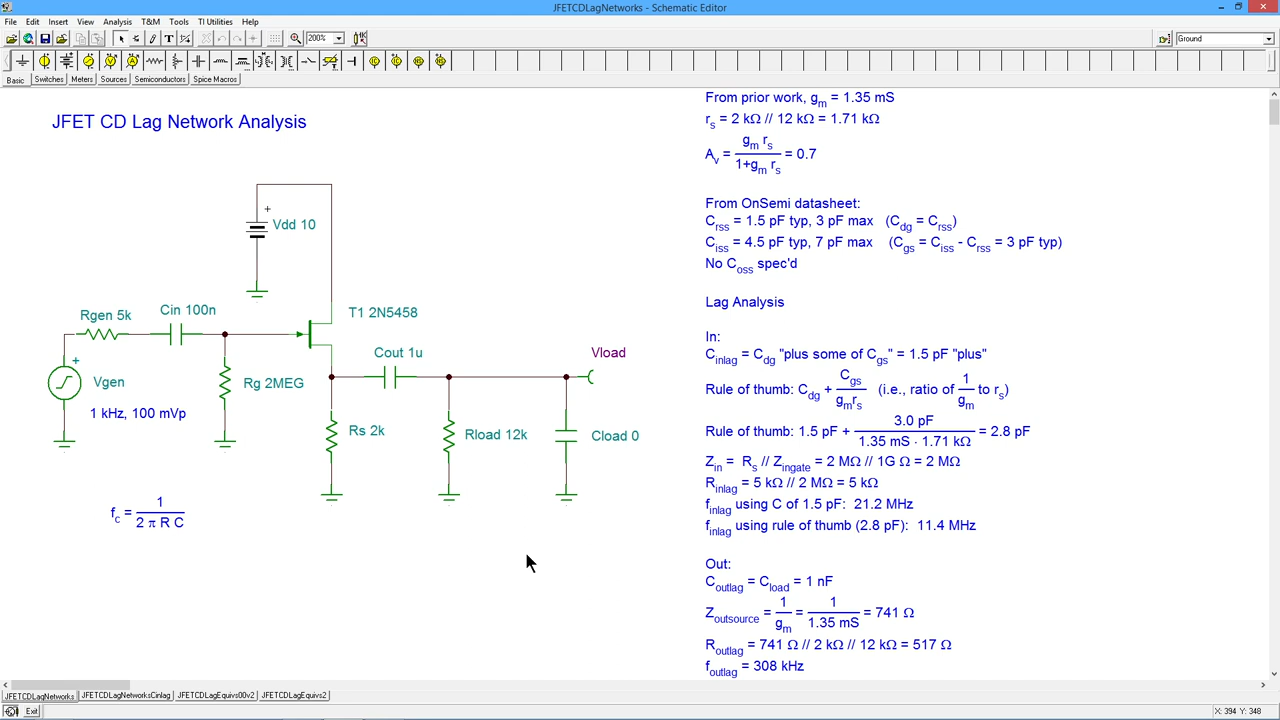 JFETCDLagNetworks - Schematic Editor
File Edit Insert View Analysis T&M Tools TI Utilities Help
200% Ground
Basic Switches Meters Sources Semiconductors Spice Macros
JFET CD Lag Network Analysis
+
Vdd 10
Rgen 5k
Cin 100n
T1 2N5458
+
Vgen
1 kHz, 100 mVp
Rg 2MEG
Cout 1u
Vload
Rs 2k
Rload 12k
Cload 0
fc = 1 / 2 π R C
From prior work, gm = 1.35 mS
rs = 2 kΩ // 12 kΩ = 1.71 kΩ
Av = gm rs / 1+gm rs = 0.7
From OnSemi datasheet:
Crss = 1.5 pF typ, 3 pF max (Cdg = Crss)
Ciss = 4.5 pF typ, 7 pF max (Cgs = Ciss - Crss = 3 pF typ)
No Coss spec'd
Lag Analysis
In:
Cinlag = Cdg "plus some of Cgs" = 1.5 pF "plus"
Rule of thumb: Cdg + Cgs / gmrs (i.e., ratio of 1 / gm to rs)
Rule of thumb: 1.5 pF + 3.0 pF / 1.35 mS · 1.71 kΩ = 2.8 pF
Zin = Rs // Zingate = 2 MΩ // 1G Ω = 2 MΩ
Rinlag = 5 kΩ // 2 MΩ = 5 kΩ
finlag using C of 1.5 pF: 21.2 MHz
finlag using rule of thumb (2.8 pF): 11.4 MHz
Out:
Coutlag = Cload = 1 nF
Zoutsource = 1 / gm = 1 / 1.35 mS = 741 Ω
Routlag = 741 Ω // 2 kΩ // 12 kΩ = 517 Ω
foutlag = 308 kHz
JFETCDLagNetworks JFETCDLagNetworksCinlag JFETCDLagEquivs00v2 JFETCDLagEquivs2
Exit X: 394 Y: 348